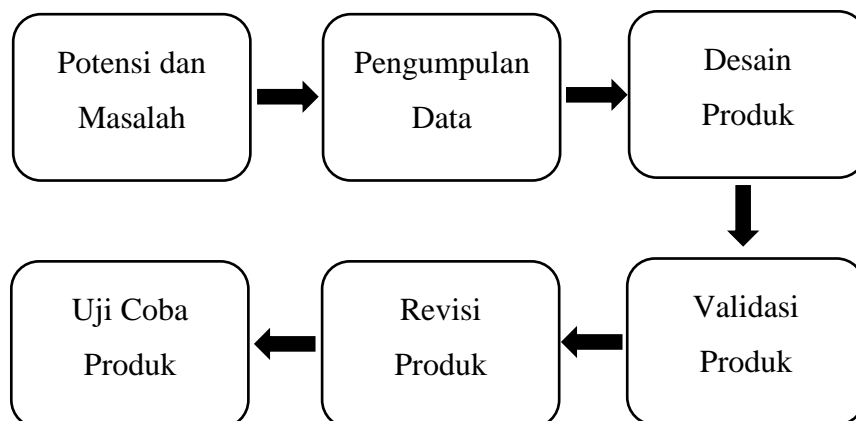 Potensi dan
Masalah
Pengumpulan
Data
Desain
Produk
Validasi
Produk
Revisi
Produk
Uji Coba
Produk